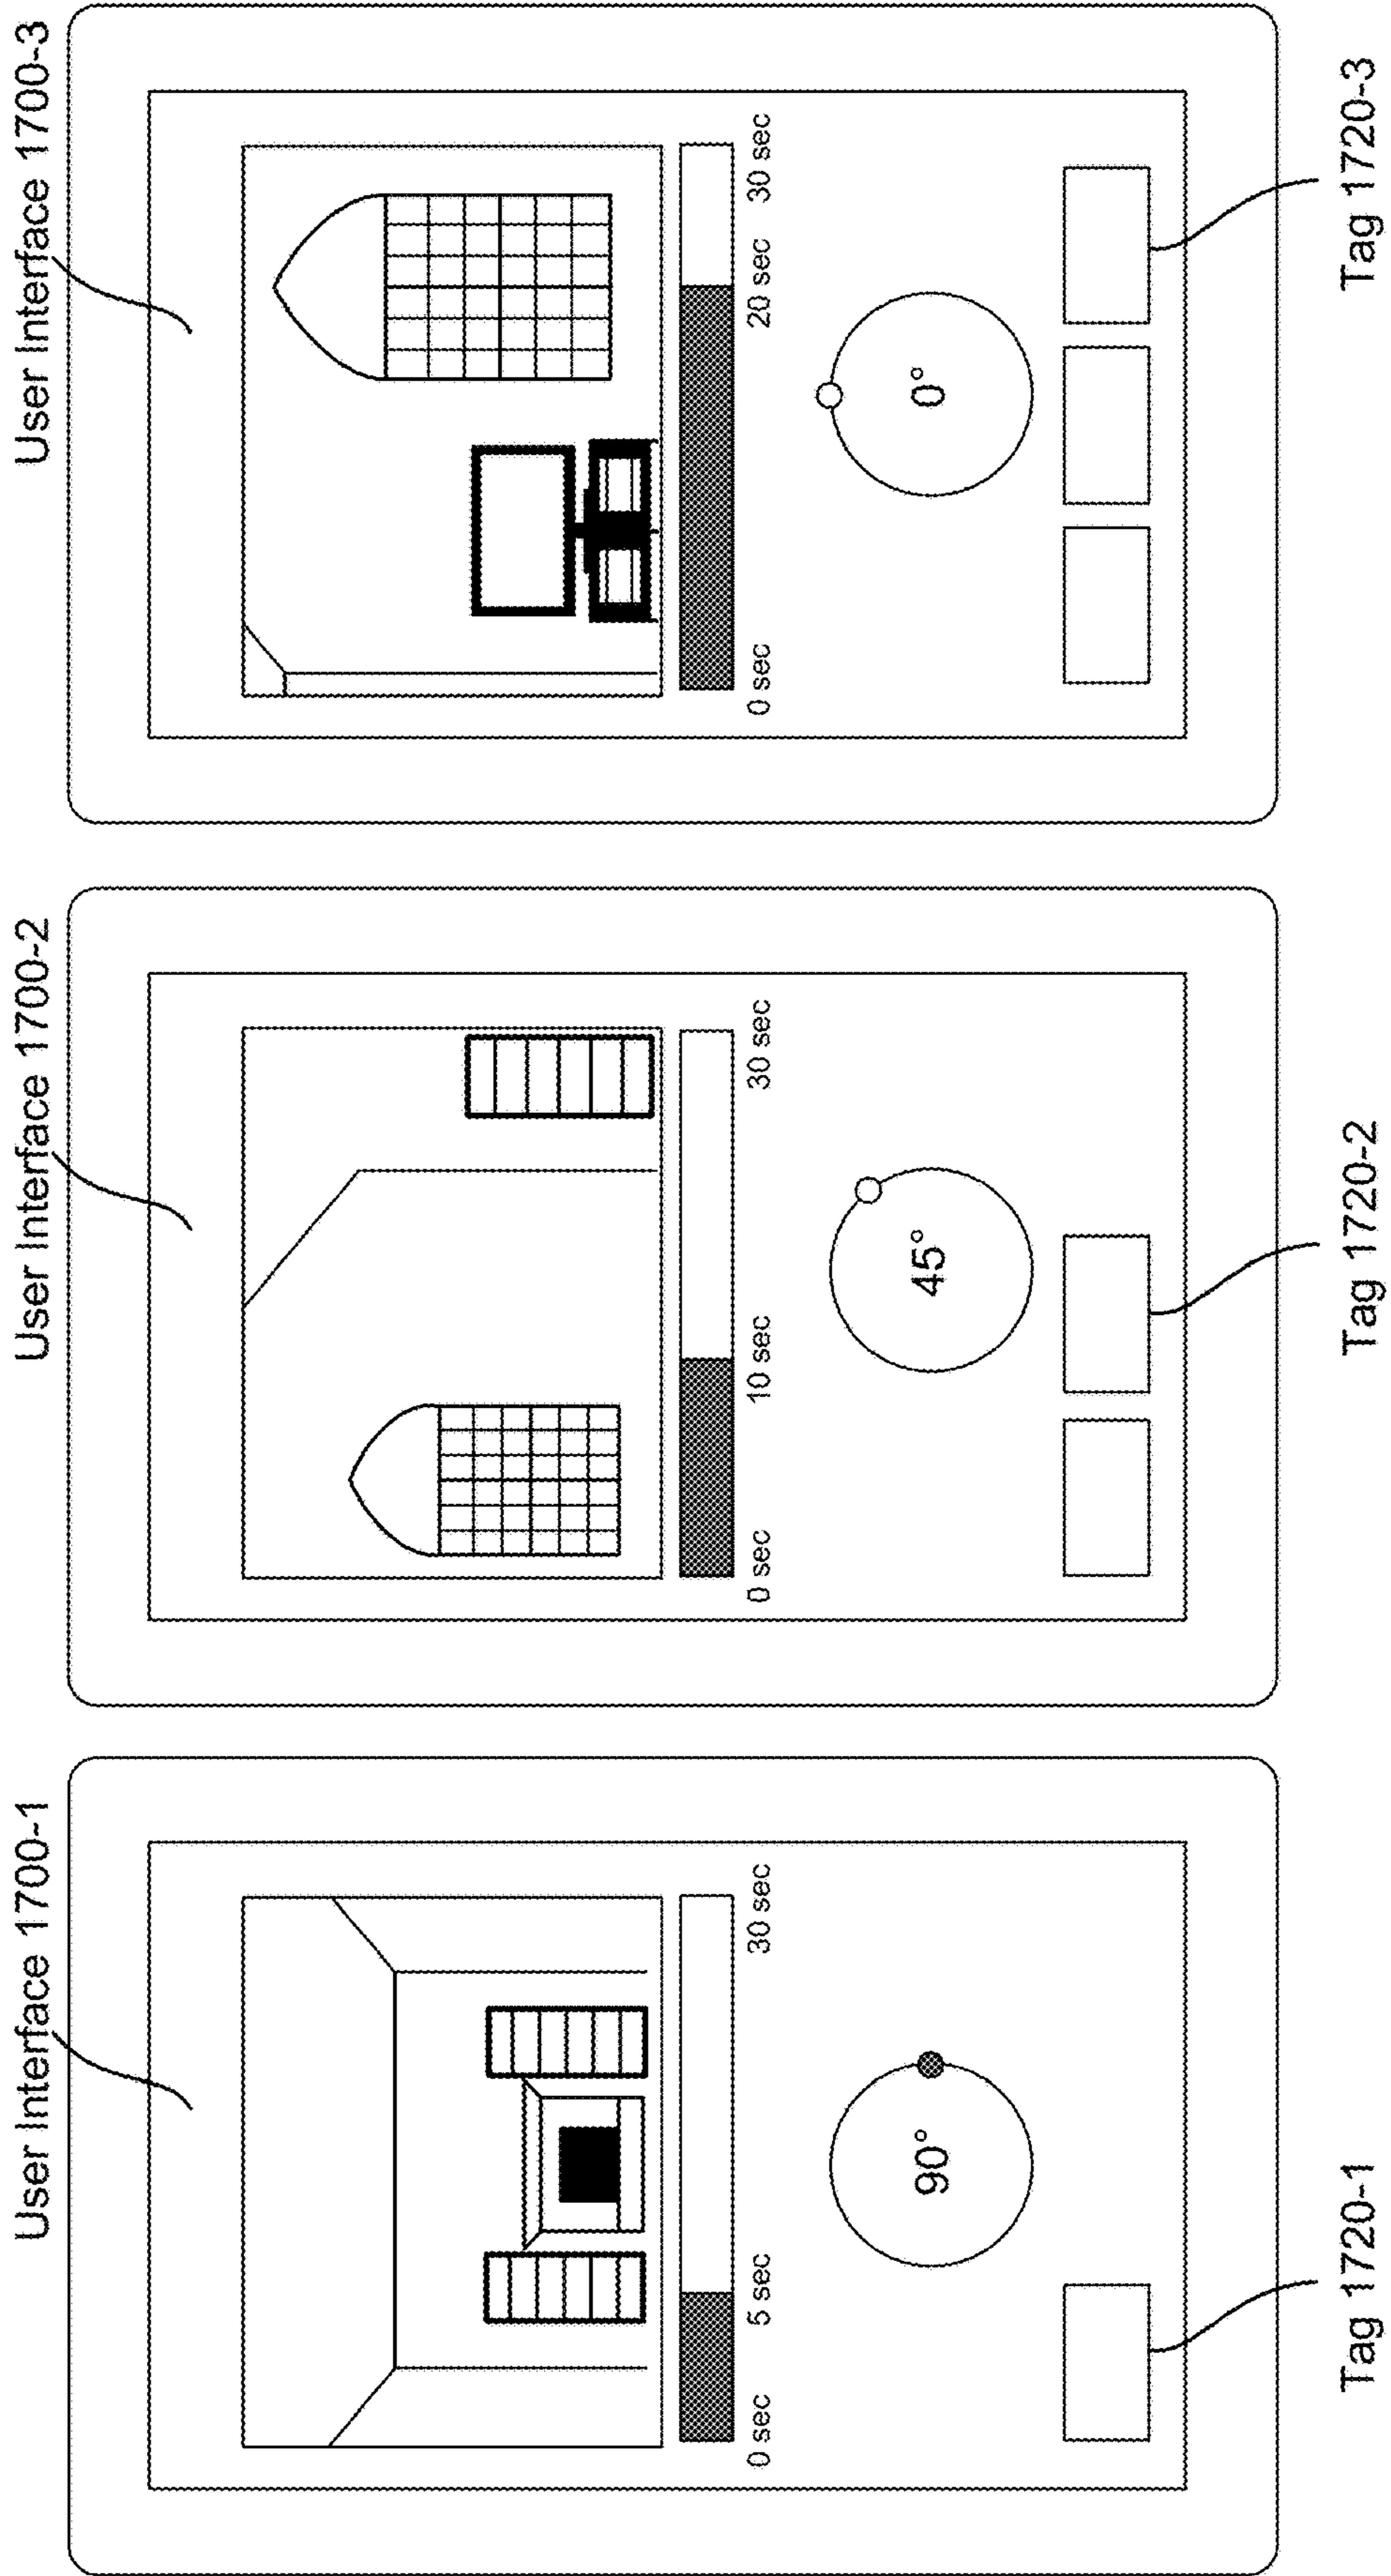 User Interface 1700-1
0 sec 5 sec 30 sec
90°
Tag 1720-1
User Interface 1700-2
0 sec 10 sec 30 sec
45°
Tag 1720-2
User Interface 1700-3
0 sec 20 sec 30 sec
0°
Tag 1720-3